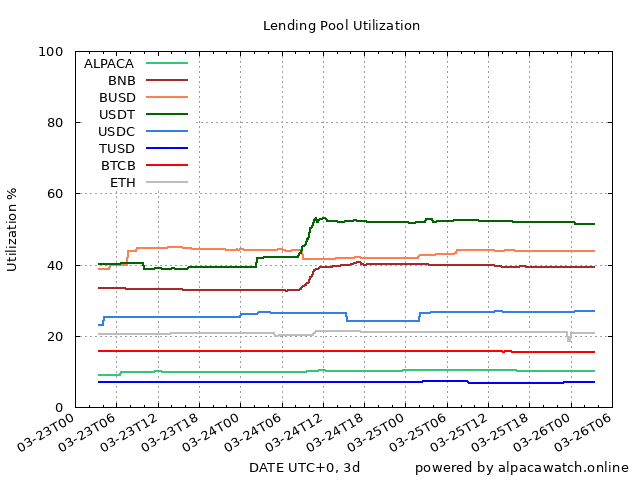 Lending Pool Utilization
Utilization %
100
80
60
40
20
0
ALPACA
BNB
BUSD
USDT
USDC
TUSD
BTCB
ETH
03-23T00
03-23T06
03-23T12
03-23T18
03-24T00
03-24T06
03-24T12
03-24T18
03-25T00
03-25T06
03-25T12
03-25T18
03-26T00
03-26T06
DATE UTC+0, 3d
powered by alpacawatch.online